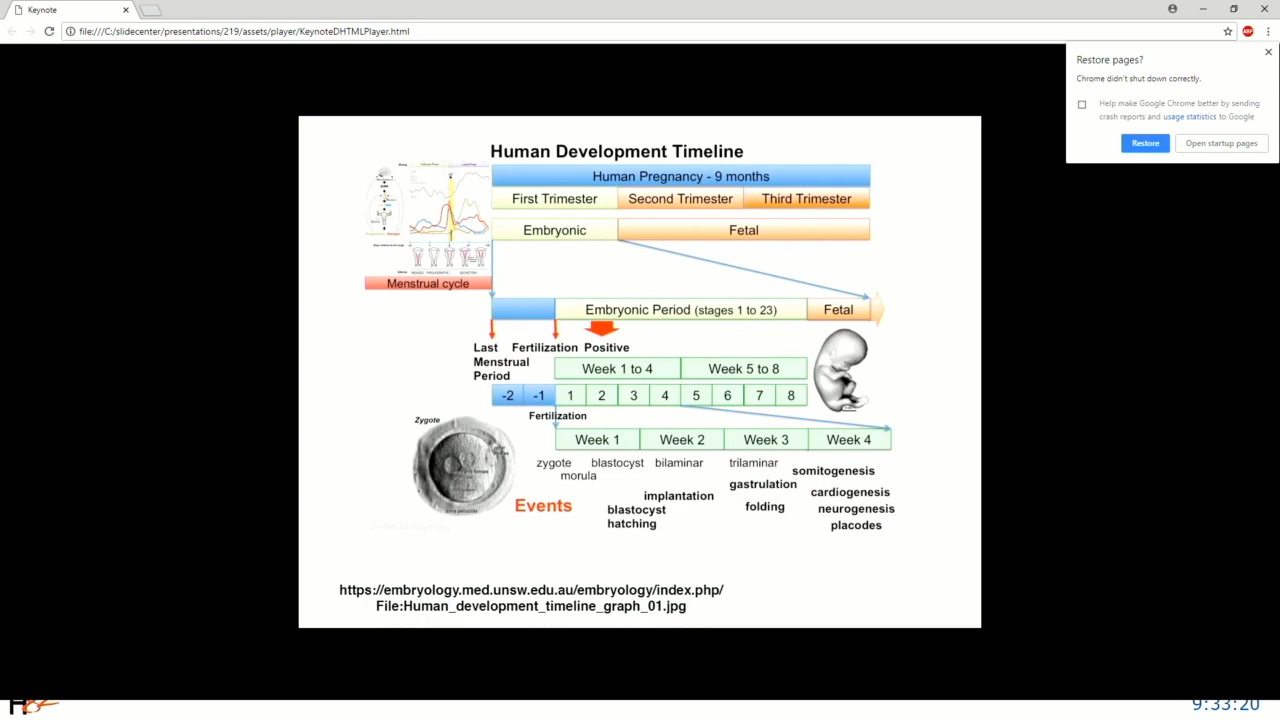 Keynote
file:///C:/slidecenter/presentations/219/assets/player/KeynoteDHTMLPlayer.html
ABP
Restore pages?
Chrome didn't shut down correctly.
Help make Google Chrome better by sending
crash reports and usage statistics to Google
Restore
Open startup pages
Human Development Timeline
Human Pregnancy - 9 months
First Trimester Second Trimester Third Trimester
Embryonic Fetal
Menstrual cycle
Embryonic Period (stages 1 to 23) Fetal
Last Fertilization Positive
Menstrual
Period
Week 1 to 4 Week 5 to 8
-2 -1 1 2 3 4 5 6 7 8
Fertilization
Zygote
Week 1 Week 2 Week 3 Week 4
zygote blastocyst bilaminar trilaminar somitogenesis
morula gastrulation
implantation cardiogenesis
Events blastocyst folding neurogenesis
hatching placodes
https://embryology.med.unsw.edu.au/embryology/index.php/
File:Human_development_timeline_graph_01.jpg
9:33:20